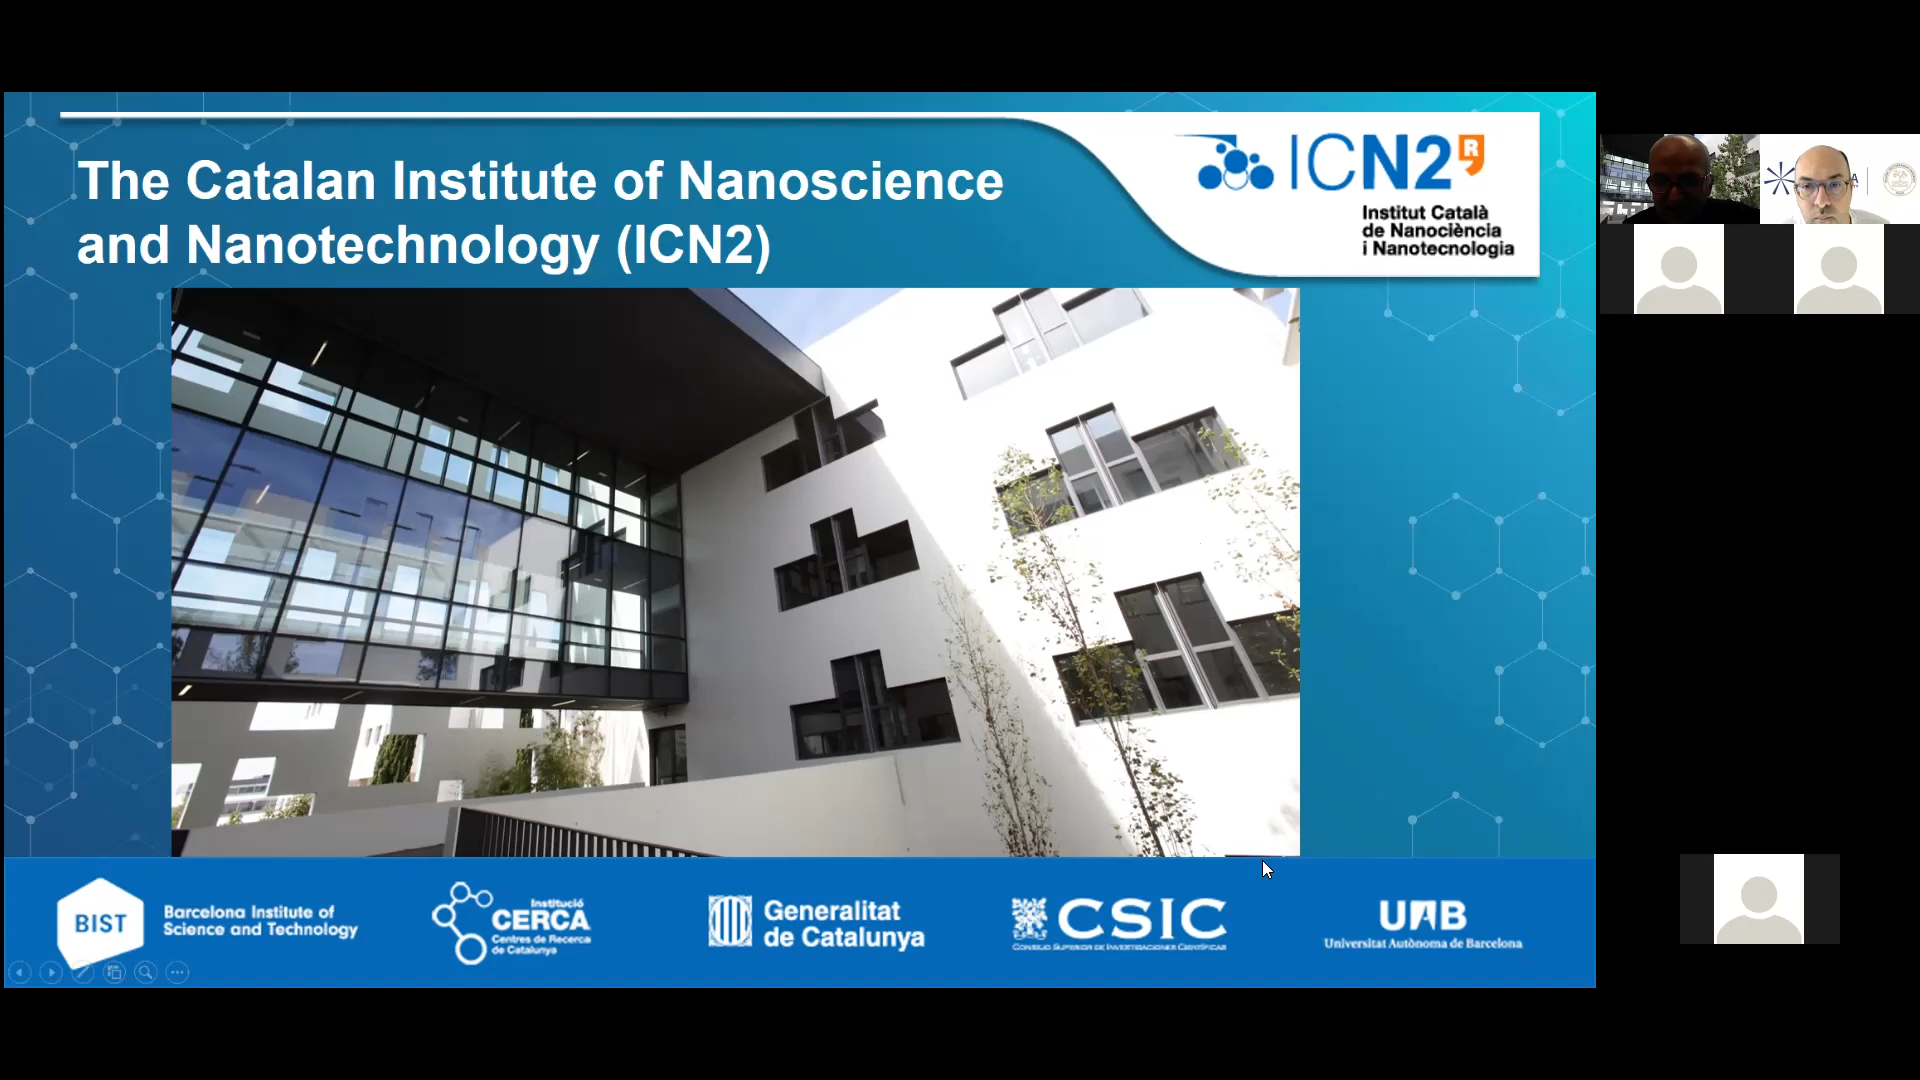 The Catalan Institute of Nanoscience
and Nanotechnology (ICN2)
ICN2
R
Institut Català
de Nanociència
i Nanotecnologia
BIST
Barcelona Institute of
Science and Technology
Institució
CERCA
Centres de Recerca
de Catalunya
Generalitat
de Catalunya
CSIC
CONSEJO SUPERIOR DE INVESTIGACIONES CIENTÍFICAS
UAB
Universitat Autònoma de Barcelona